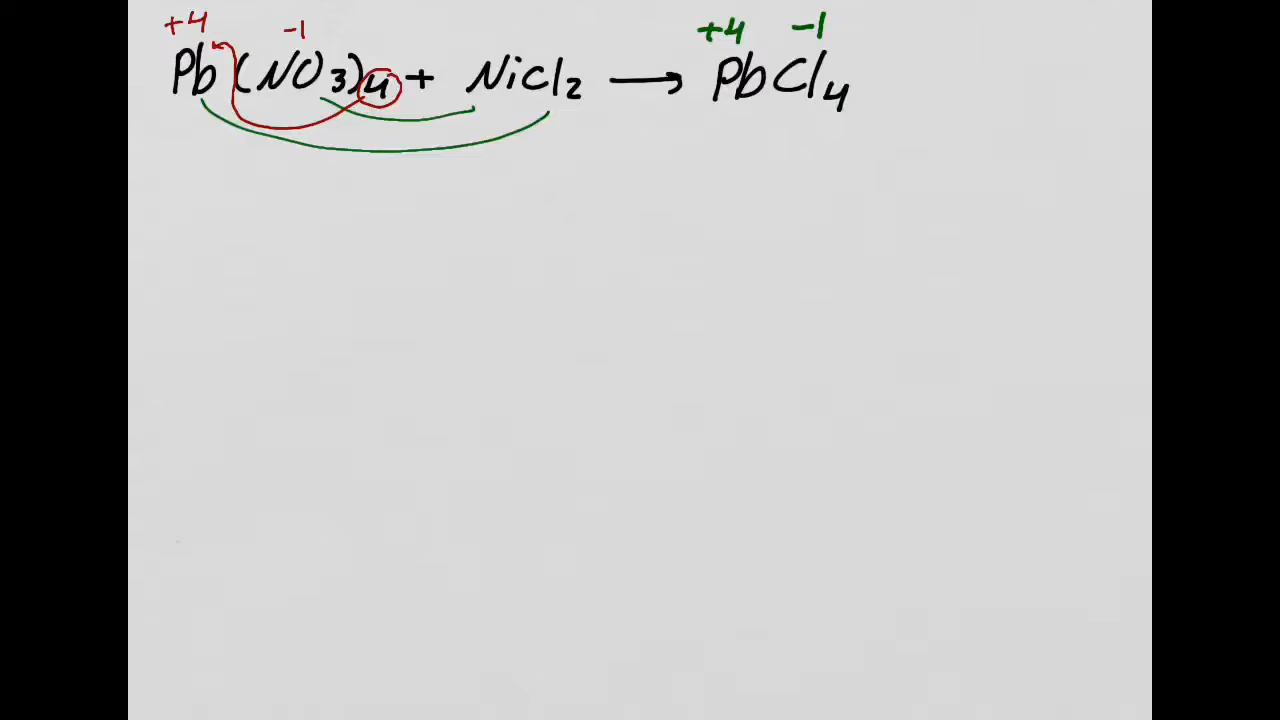 +4 -1 +4 -1
Pb(NO3)4 + NiCl2 → PbCl4